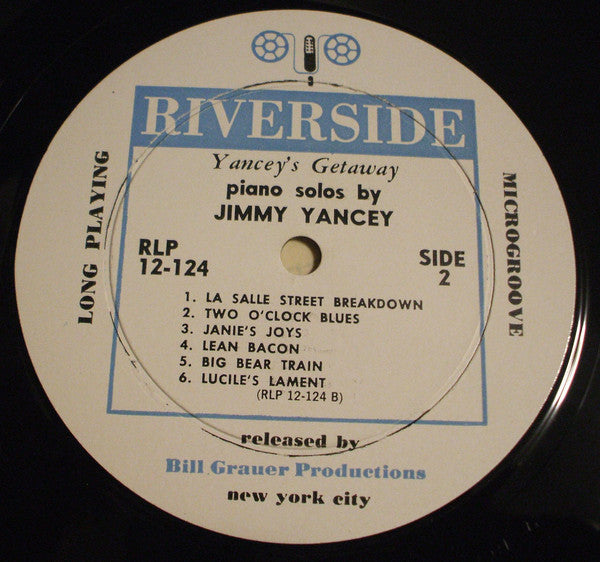 RIVERSIDE
Yancey's Getaway
piano solos by
JIMMY YANCEY
LONG PLAYING
MICROGROOVE
RLP
12-124
SIDE
2
1. LA SALLE STREET BREAKDOWN
2. TWO O'CLOCK BLUES
3. JANIE'S JOYS
4. LEAN BACON
5. BIG BEAR TRAIN
6. LUCILE'S LAMENT
(RLP 12-124 B)
released by
Bill Grauer Productions
new york city